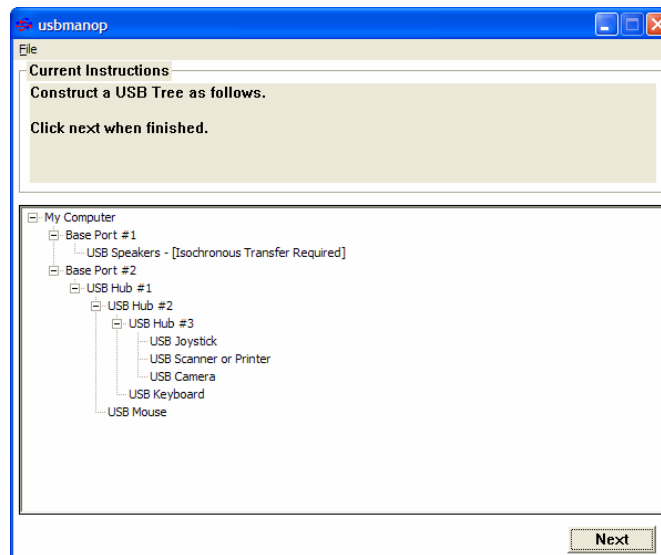 usbmanop
File
Current Instructions
Construct a USB Tree as follows.
Click next when finished.
My Computer
Base Port #1
USB Speakers - [Isochronous Transfer Required]
Base Port #2
USB Hub #1
USB Hub #2
USB Hub #3
USB Joystick
USB Scanner or Printer
USB Camera
USB Keyboard
USB Mouse
Next